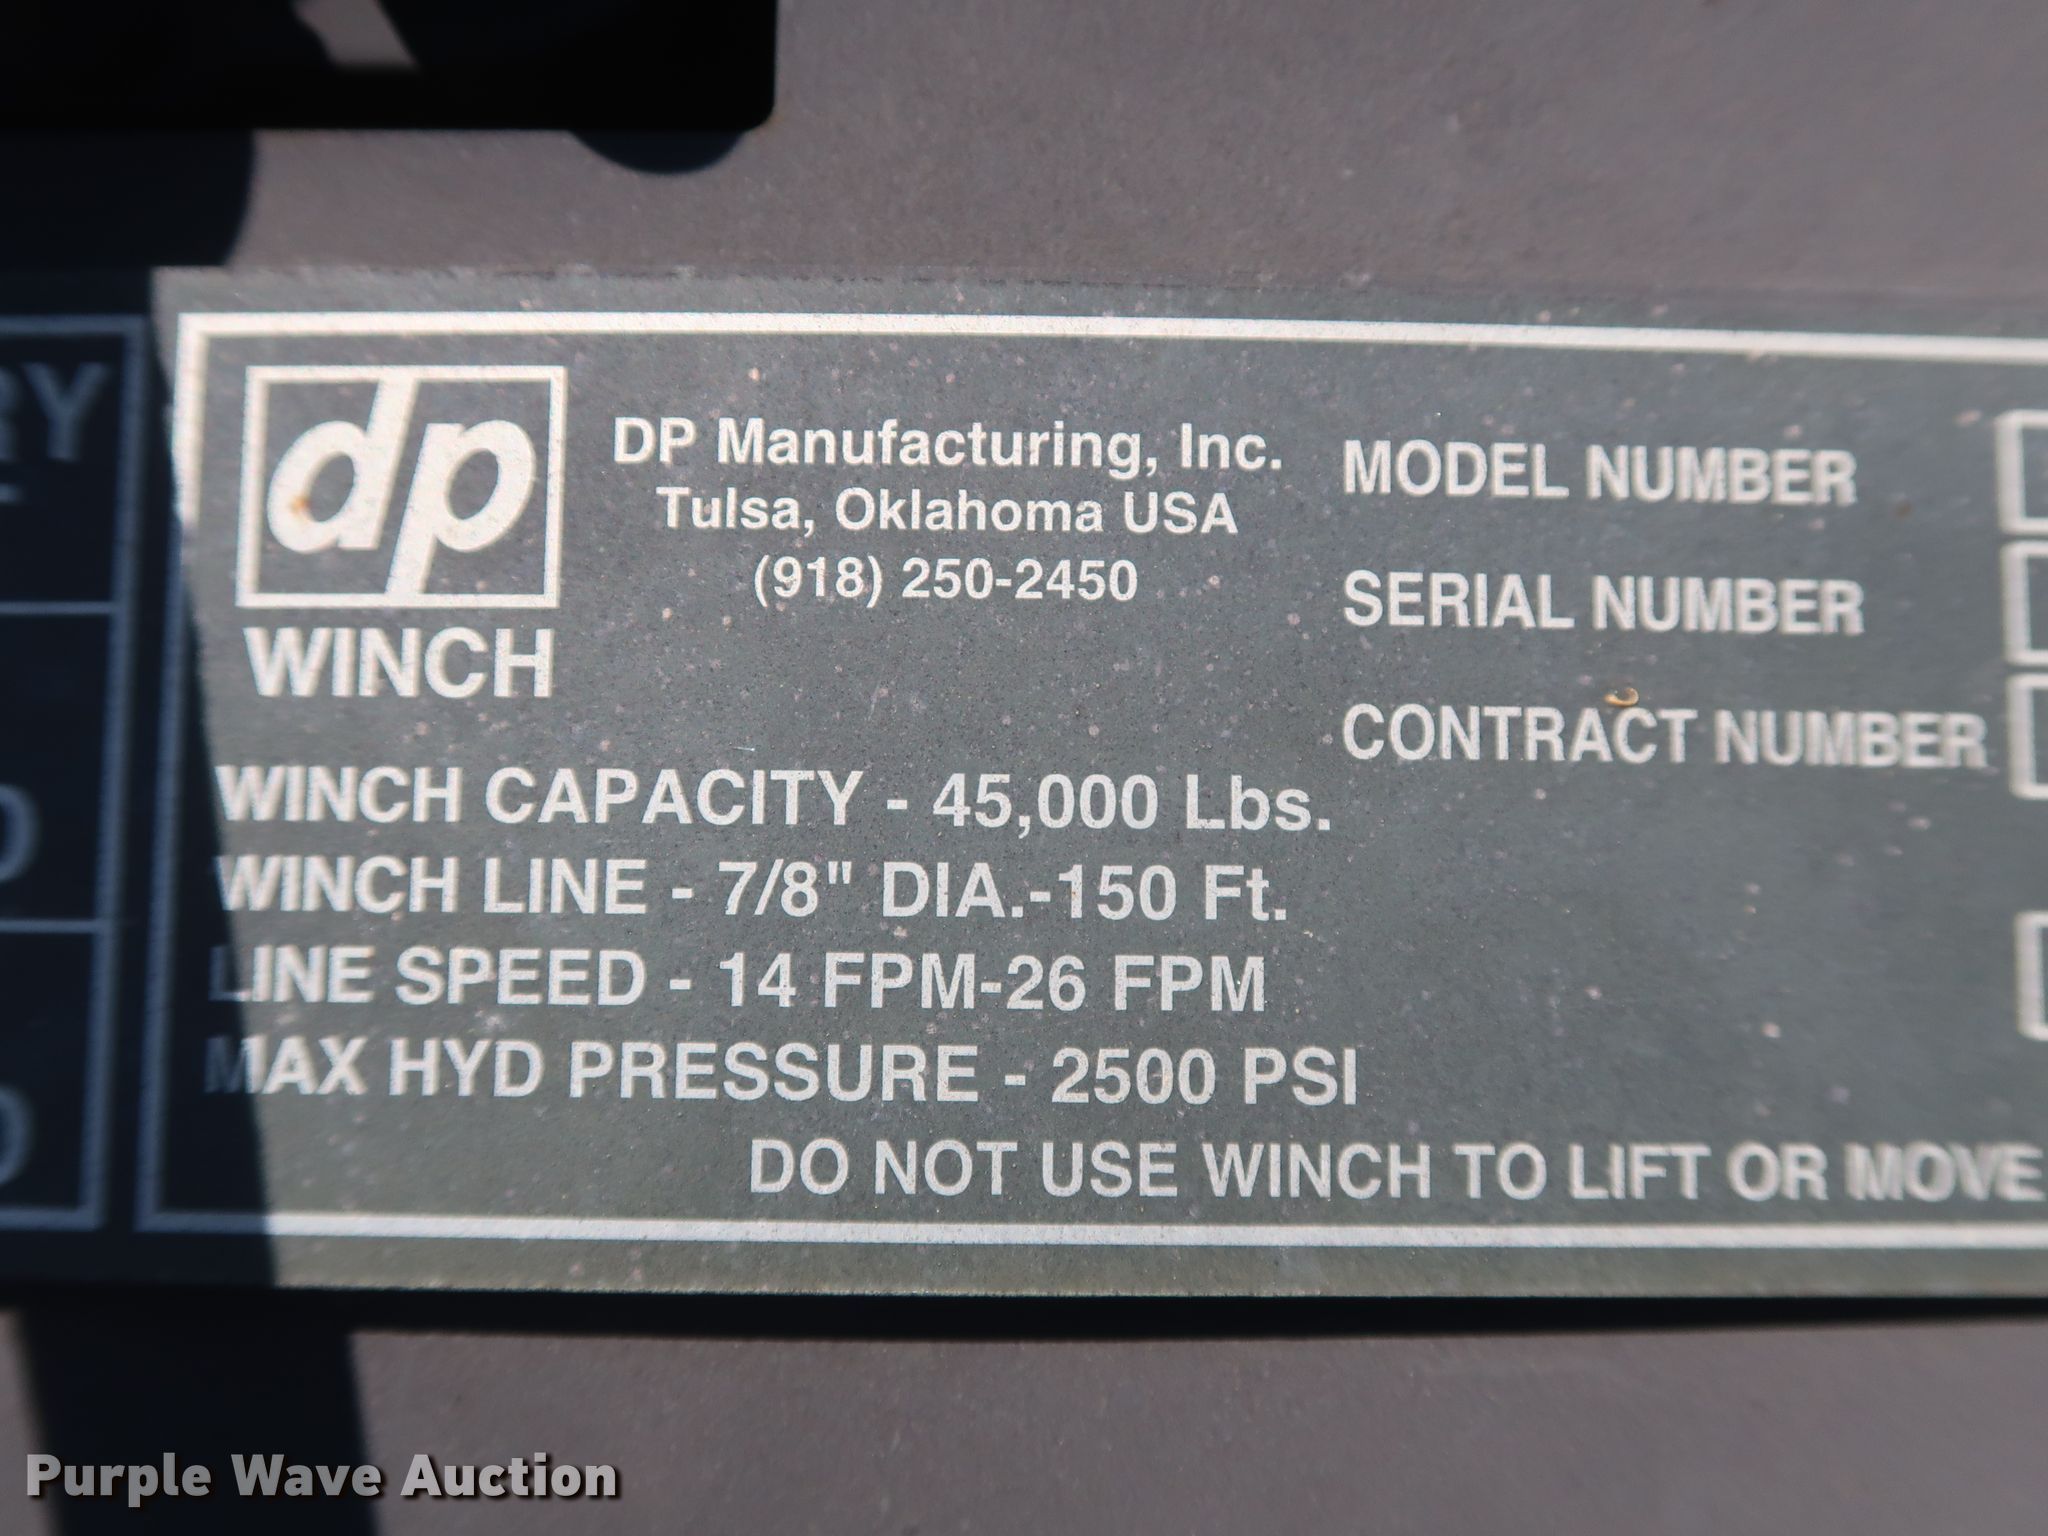 dp
WINCH
DP Manufacturing, Inc.
Tulsa, Oklahoma USA
(918) 250-2450
MODEL NUMBER
SERIAL NUMBER
CONTRACT NUMBER
WINCH CAPACITY - 45,000 Lbs.
WINCH LINE - 7/8" DIA.-150 Ft.
LINE SPEED - 14 FPM-26 FPM
MAX HYD PRESSURE - 2500 PSI
DO NOT USE WINCH TO LIFT OR MOVE
Purple Wave Auction